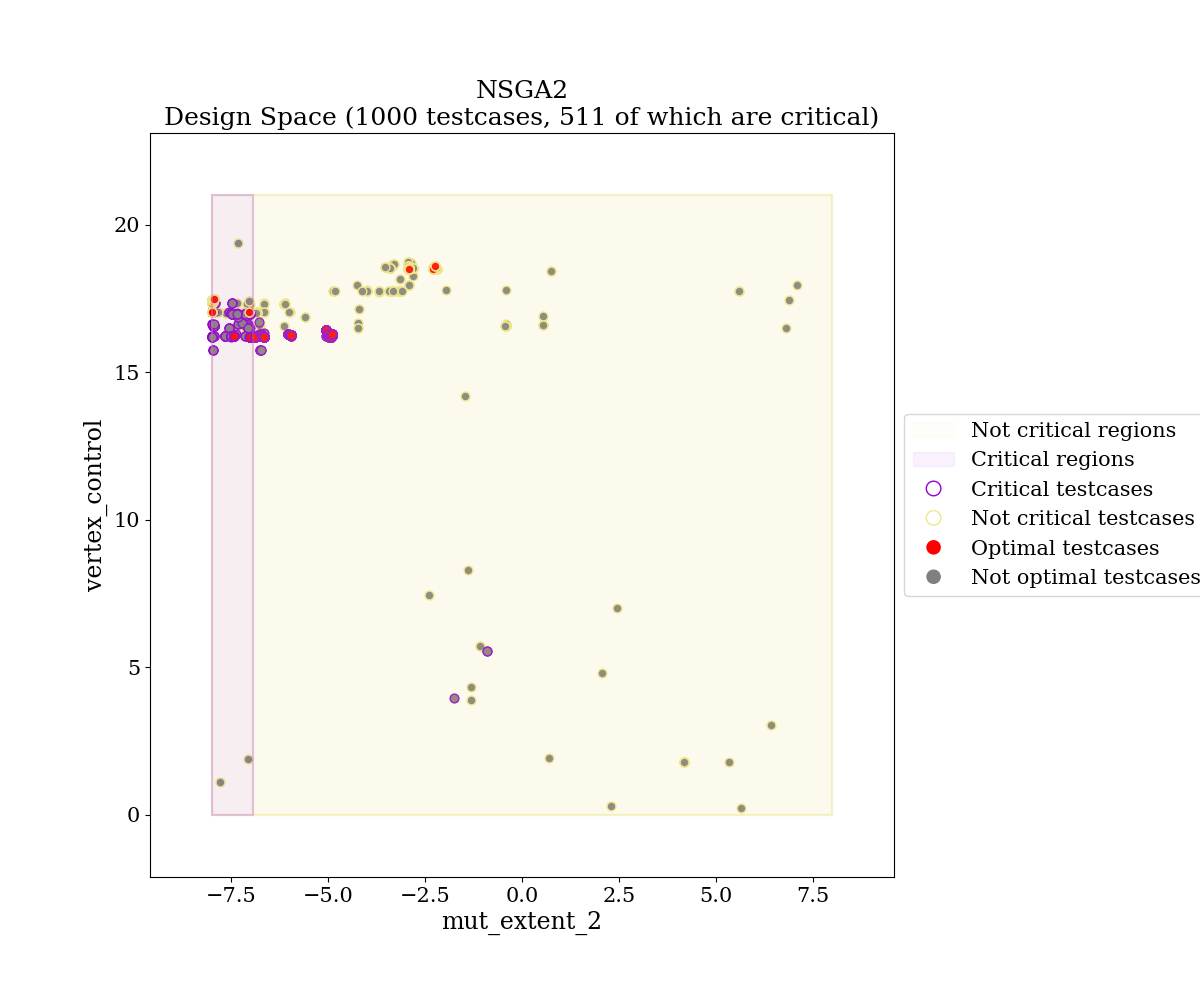 NSGA2
Design Space (1000 testcases, 511 of which are critical)
20
15
10
5
0
vertex_control
−7.5
−5.0
−2.5
0.0
2.5
5.0
7.5
mut_extent_2
Not critical regions
Critical regions
Critical testcases
Not critical testcases
Optimal testcases
Not optimal testcases